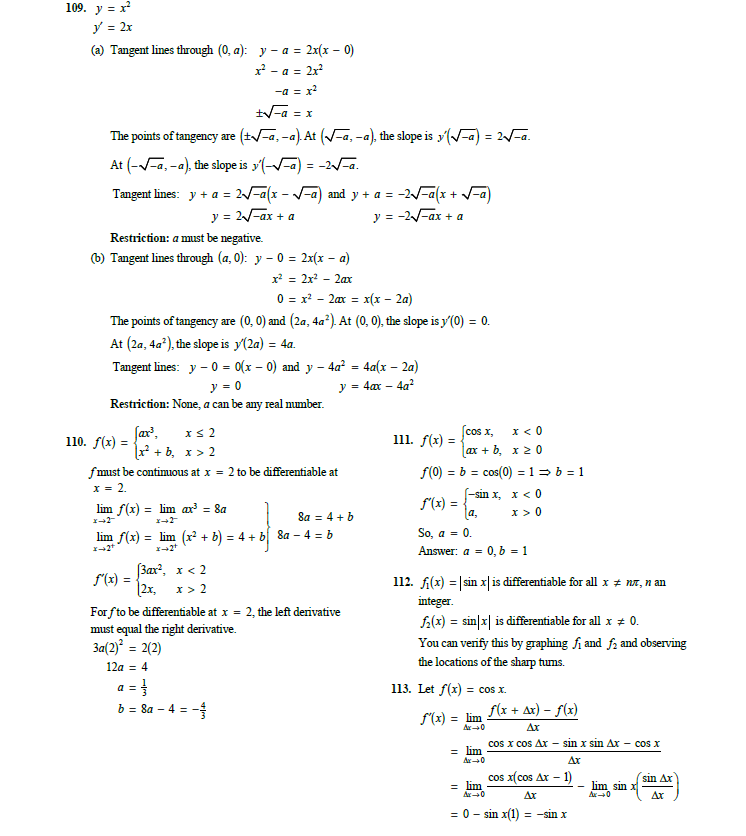 109. y = x²
y′ = 2x
(a) Tangent lines through (0, a): y − a = 2x(x − 0)
x² − a = 2x²
−a = x²
±√−a = x
The points of tangency are (±√−a, −a). At (√−a, −a), the slope is y′(√−a) = 2√−a.
At (−√−a, −a), the slope is y′(−√−a) = −2√−a.
Tangent lines: y + a = 2√−a(x − √−a) and y + a = −2√−a(x + √−a)
y = 2√−ax + a y = −2√−ax + a
Restriction: a must be negative.
(b) Tangent lines through (a, 0): y − 0 = 2x(x − a)
x² = 2x² − 2ax
0 = x² − 2ax = x(x − 2a)
The points of tangency are (0, 0) and (2a, 4a²). At (0, 0), the slope is y′(0) = 0.
At (2a, 4a²), the slope is y′(2a) = 4a.
Tangent lines: y − 0 = 0(x − 0) and y − 4a² = 4a(x − 2a)
y = 0 y = 4ax − 4a²
Restriction: None, a can be any real number.
110. f(x) = {ax³, x ≤ 2
x² + b, x > 2
f must be continuous at x = 2 to be differentiable at
x = 2.
lim x→2⁻ f(x) = lim x→2⁻ ax³ = 8a
lim x→2⁺ f(x) = lim x→2⁺ (x² + b) = 4 + b
8a = 4 + b
8a − 4 = b
f′(x) = {3ax², x < 2
2x, x > 2
For f to be differentiable at x = 2, the left derivative
must equal the right derivative.
3a(2)² = 2(2)
12a = 4
a = 1/3
b = 8a − 4 = −4/3
111. f(x) = {cos x, x < 0
ax + b, x ≥ 0
f(0) = b = cos(0) = 1 ⇒ b = 1
f′(x) = {−sin x, x < 0
a, x > 0
So, a = 0.
Answer: a = 0, b = 1
112. f₁(x) = |sin x| is differentiable for all x ≠ nπ, n an
integer.
f₂(x) = sin|x| is differentiable for all x ≠ 0.
You can verify this by graphing f₁ and f₂ and observing
the locations of the sharp turns.
113. Let f(x) = cos x.
f′(x) = lim Δx→0 (f(x + Δx) − f(x))/Δx
= lim Δx→0 (cos x cos Δx − sin x sin Δx − cos x)/Δx
= lim Δx→0 (cos x(cos Δx − 1))/Δx − lim Δx→0 sin x(sin Δx/Δx)
= 0 − sin x(1) = −sin x